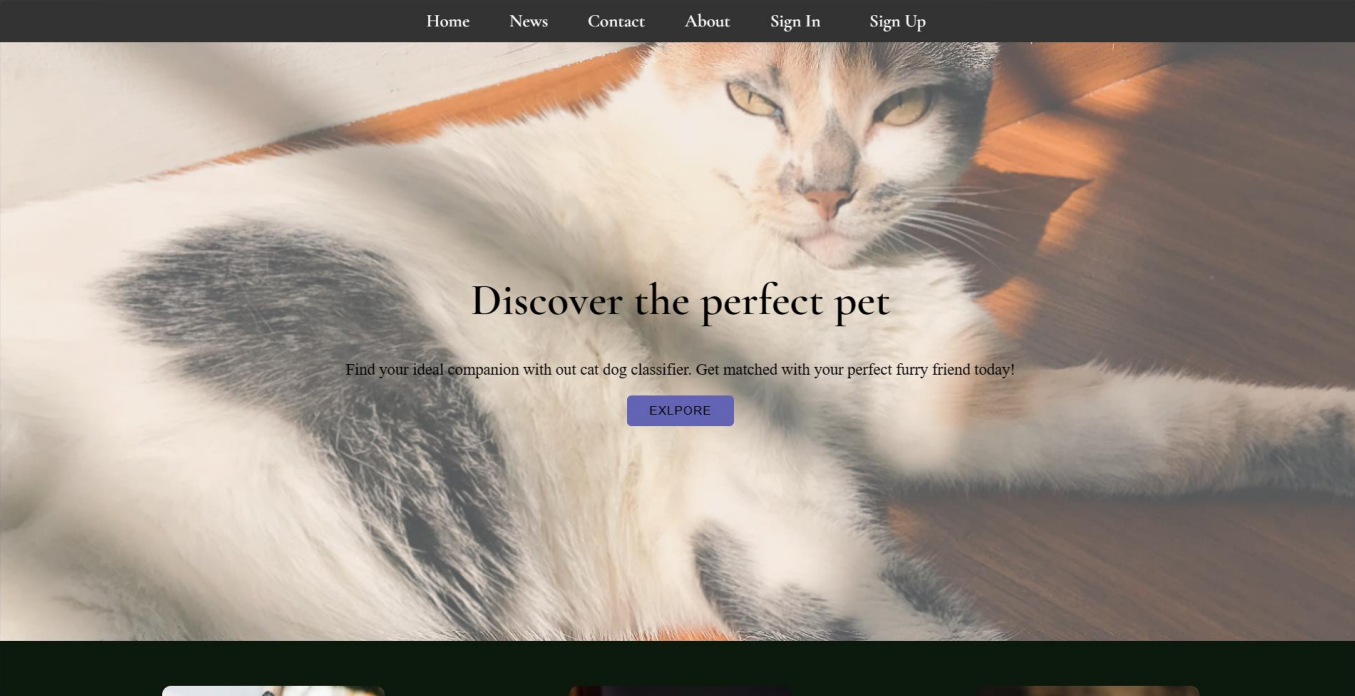 Home News Contact About Sign In Sign Up
Discover the perfect pet
Find your ideal companion with out cat dog classifier. Get matched with your perfect furry friend today!
EXLPORE